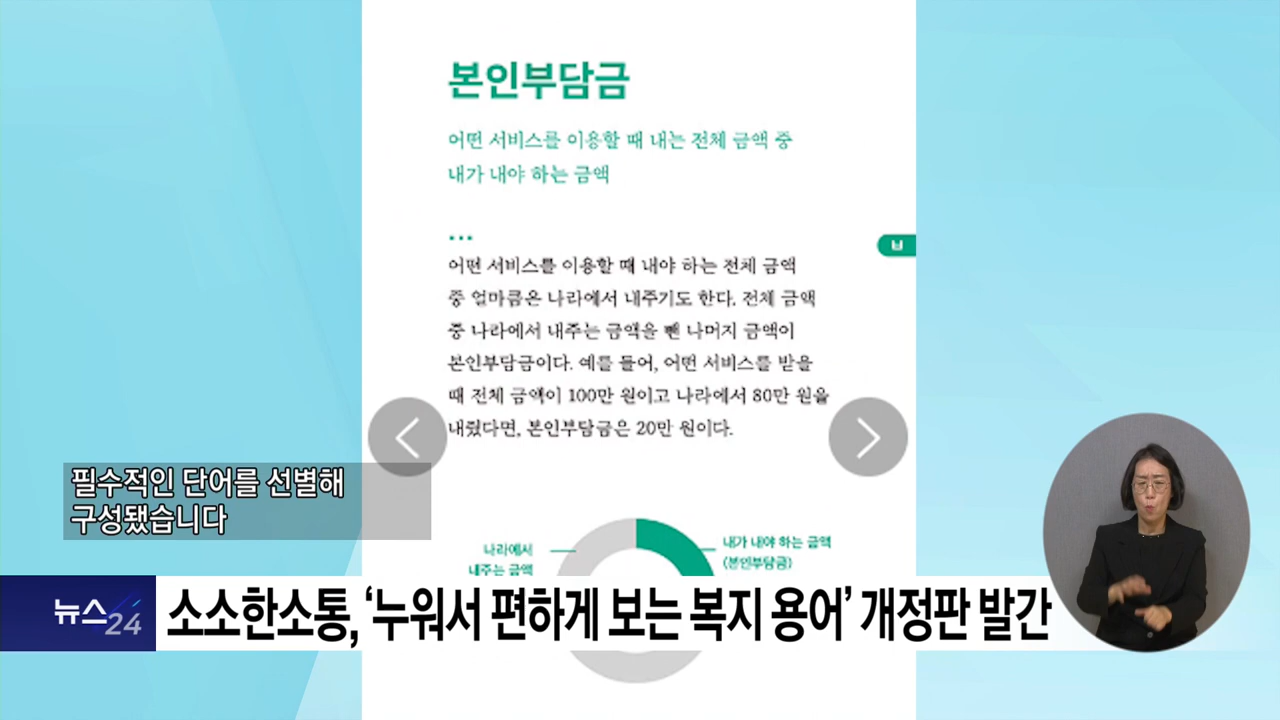 본인부담금
어떤 서비스를 이용할 때 내는 전체 금액 중
내가 내야 하는 금액
...
ㅂ
어떤 서비스를 이용할 때 내야 하는 전체 금액
중 얼마큼은 나라에서 내주기도 한다. 전체 금액
중 나라에서 내주는 금액을 뺀 나머지 금액이
본인부담금이다. 예를 들어, 어떤 서비스를 받을
때 전체 금액이 100만 원이고 나라에서 80만 원을
내줬다면, 본인부담금은 20만 원이다.
필수적인 단어를 선별해
구성됐습니다
나라에서
내주는 금액
내가 내야 하는 금액
(본인부담금)
뉴스24
소소한소통, ‘누워서 편하게 보는 복지 용어’ 개정판 발간